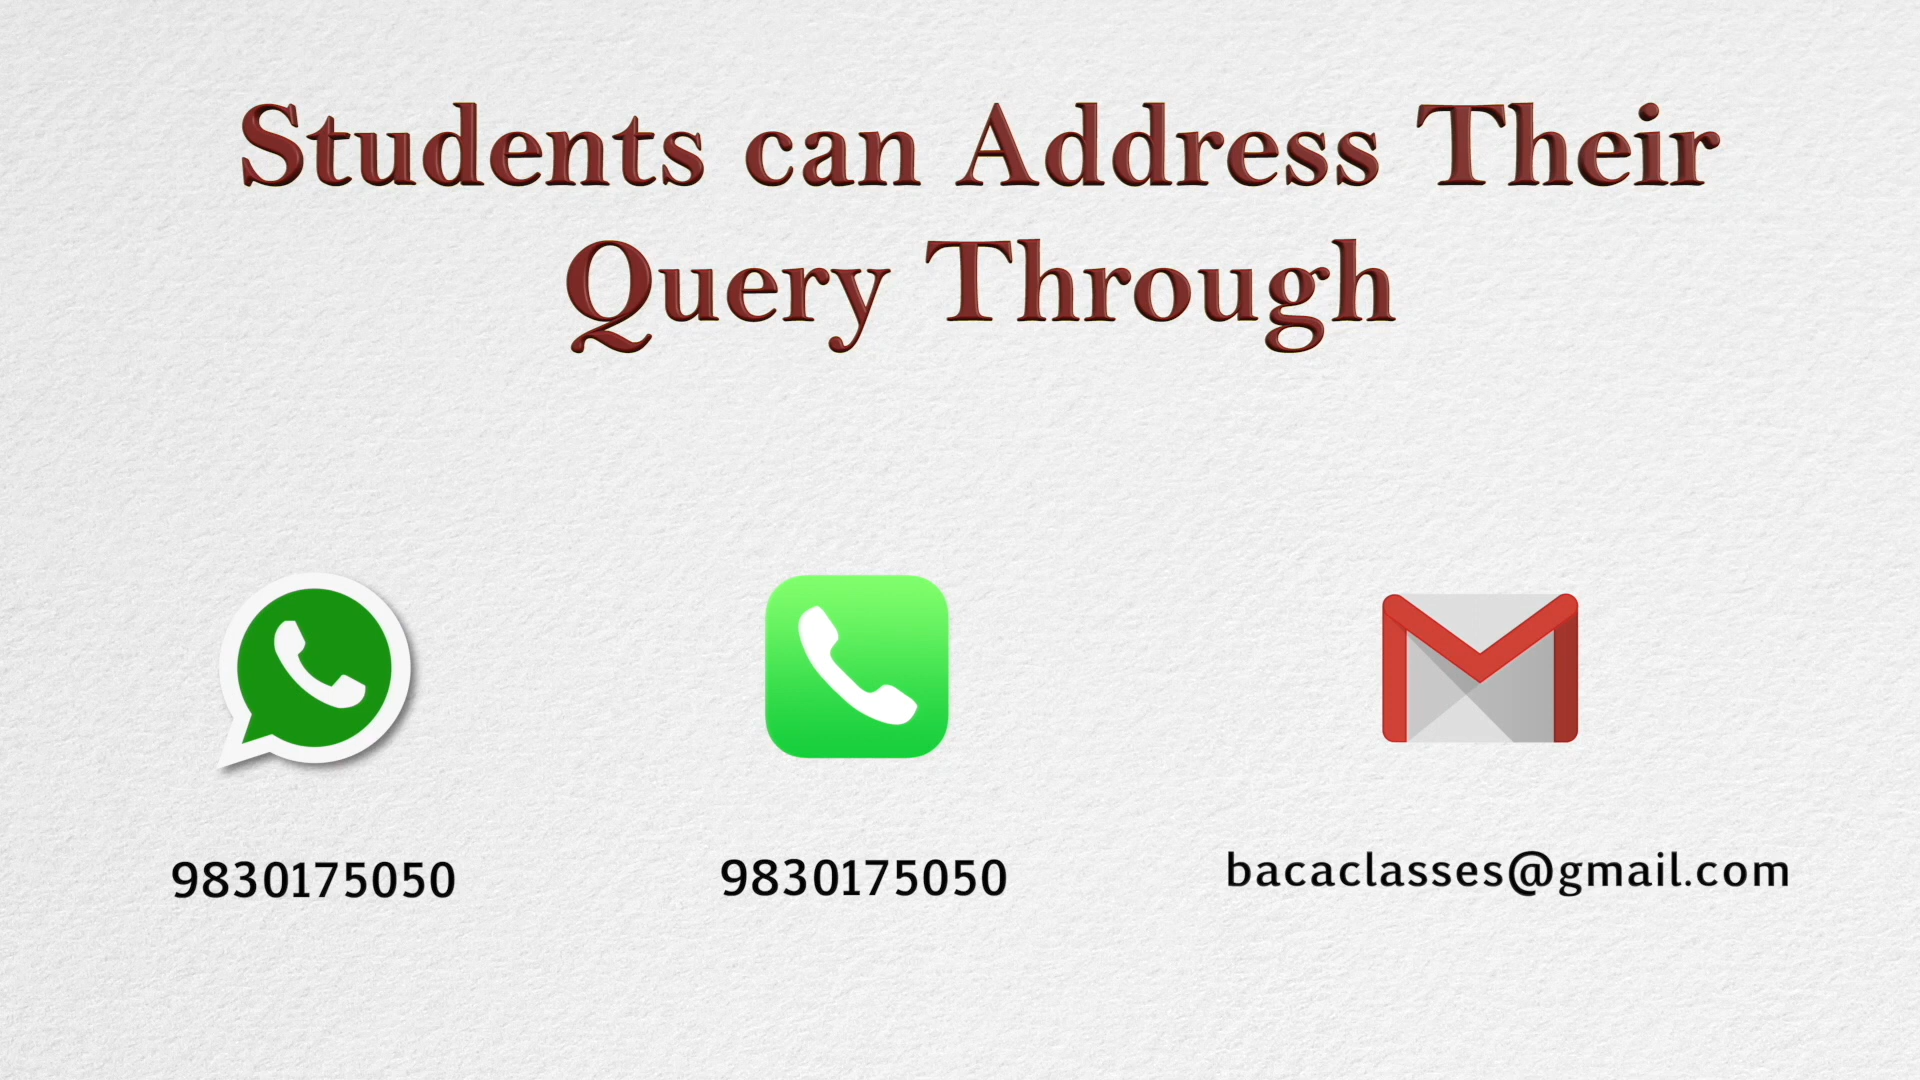 Students can Address Their
Query Through
9830175050
9830175050
bacaclasses@gmail.com